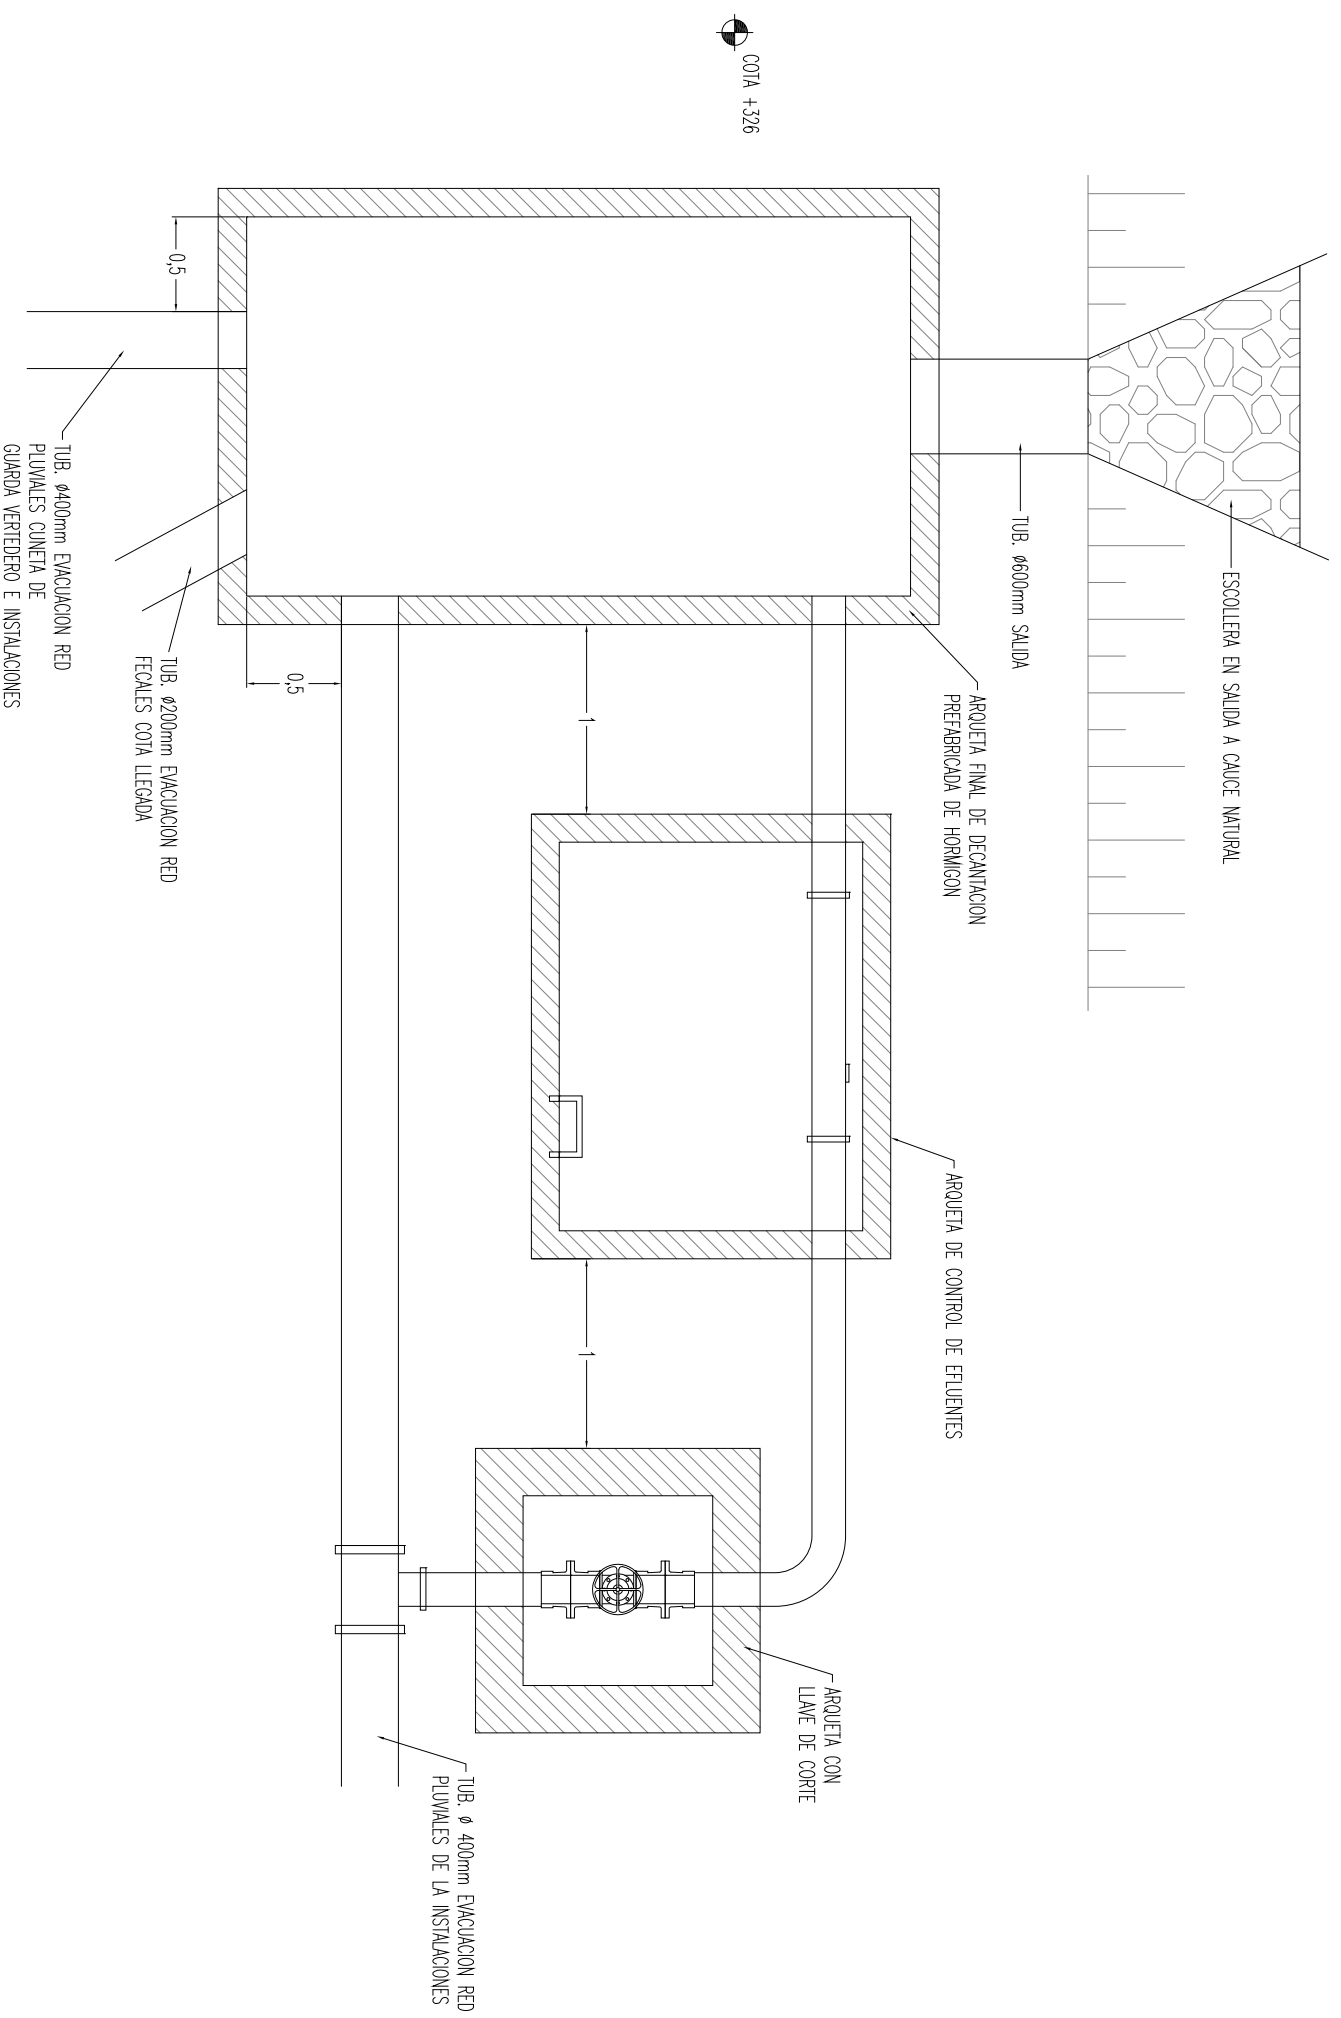 COTA +326
ESCOLLERA EN SALIDA A CAUCE NATURAL
TUB. Ø600mm SALIDA
ARQUETA FINAL DE DECANTACION
PREFABRICADA DE HORMIGON
ARQUETA DE CONTROL DE EFLUENTES
ARQUETA CON
LLAVE DE CORTE
1
1
0,5
0,5
TUB. Ø 400mm EVACUACION RED
PLUVIALES DE LA INSTALACIONES
TUB. Ø200mm EVACUACION RED
FECALES COTA LLEGADA
TUB. Ø400mm EVACUACION RED
PLUVIALES CUNETA DE
GUARDA VERTEDERO E INSTALACIONES